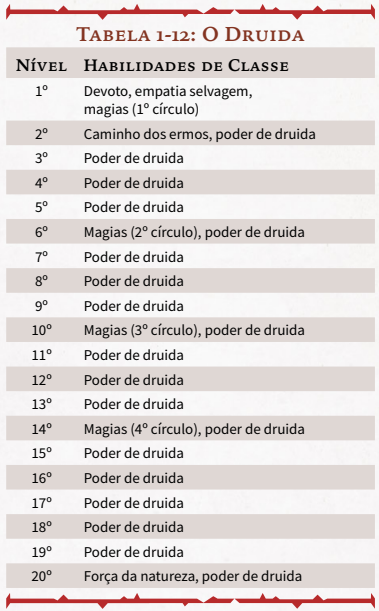 Tabela 1-12: O Druida
Nível Habilidades de Classe
1º Devoto, empatia selvagem,
magias (1º círculo)
2º Caminho dos ermos, poder de druida
3º Poder de druida
4º Poder de druida
5º Poder de druida
6º Magias (2º círculo), poder de druida
7º Poder de druida
8º Poder de druida
9º Poder de druida
10º Magias (3º círculo), poder de druida
11º Poder de druida
12º Poder de druida
13º Poder de druida
14º Magias (4º círculo), poder de druida
15º Poder de druida
16º Poder de druida
17º Poder de druida
18º Poder de druida
19º Poder de druida
20º Força da natureza, poder de druida